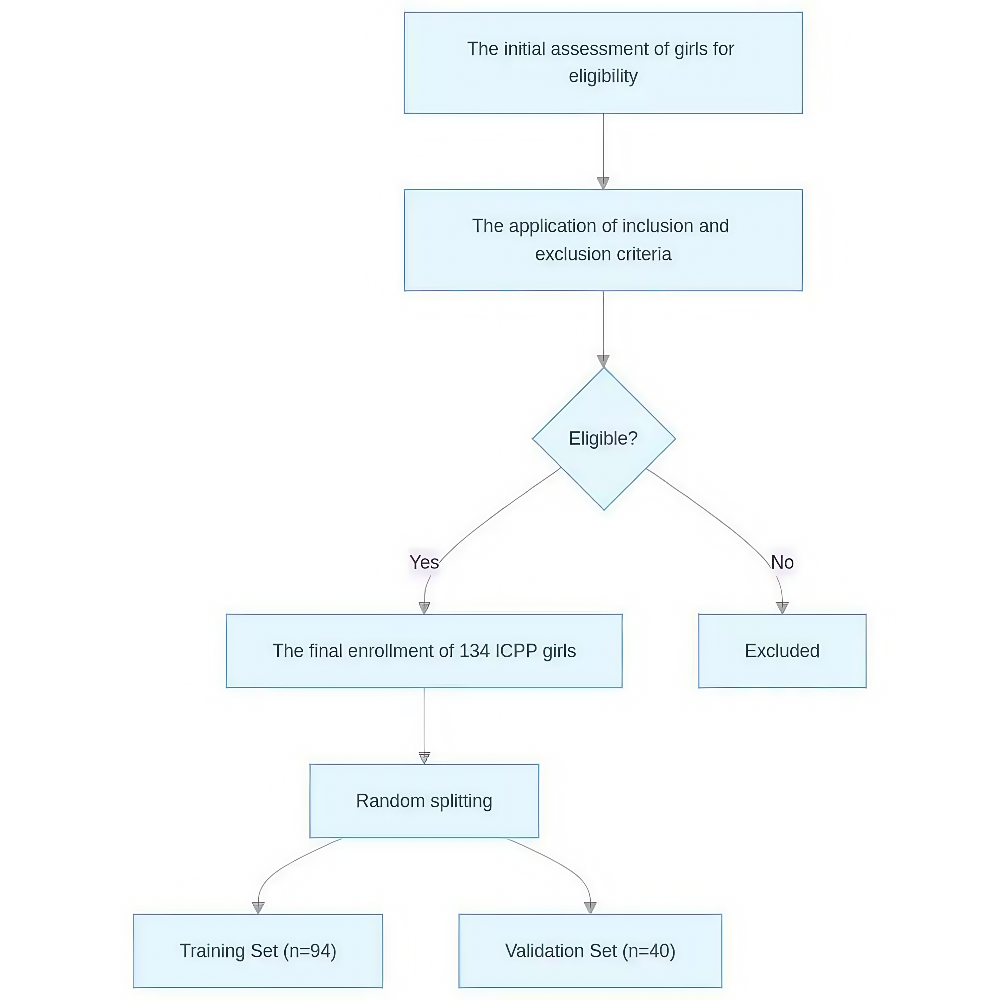 The initial assessment of girls for
eligibility
The application of inclusion and
exclusion criteria
Eligible?
Yes
No
The final enrollment of 134 ICPP girls
Excluded
Random splitting
Training Set (n=94)
Validation Set (n=40)